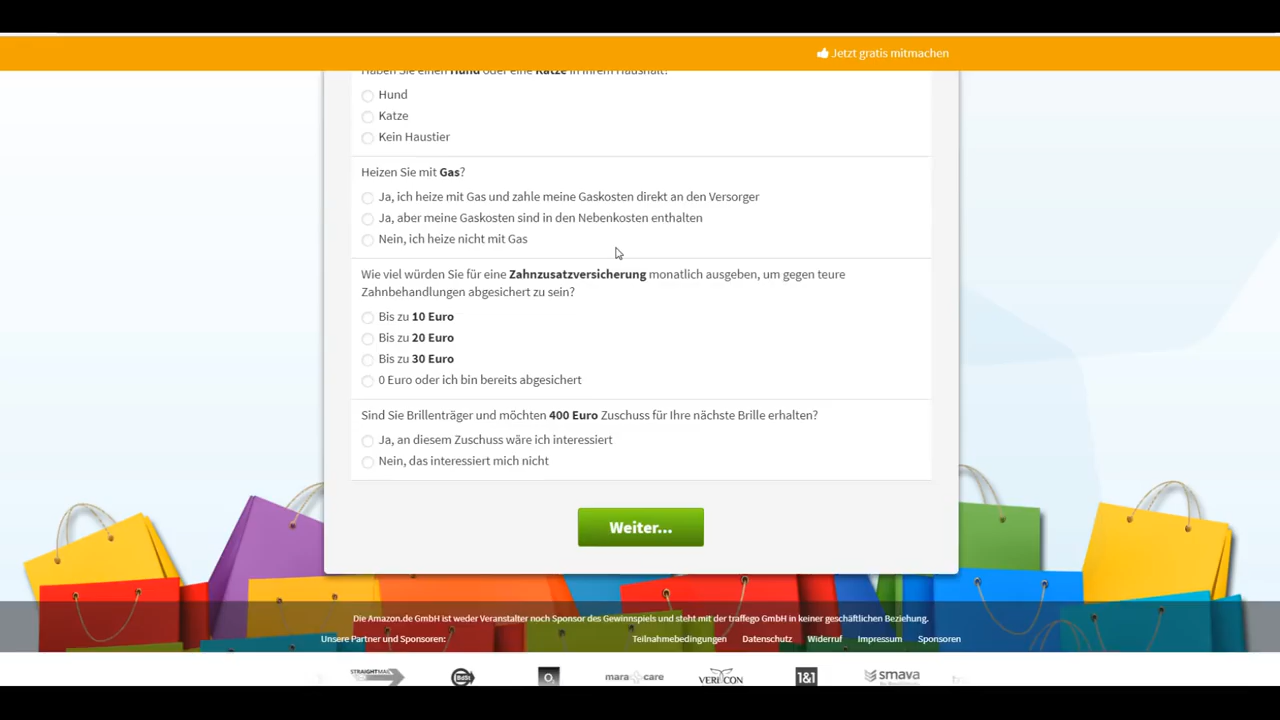 Jetzt gratis mitmachen
Haben Sie einen Hund oder eine Katze in Ihrem Haushalt?
Hund
Katze
Kein Haustier
Heizen Sie mit Gas?
Ja, ich heize mit Gas und zahle meine Gaskosten direkt an den Versorger
Ja, aber meine Gaskosten sind in den Nebenkosten enthalten
Nein, ich heize nicht mit Gas
Wie viel würden Sie für eine Zahnzusatzversicherung monatlich ausgeben, um gegen teure
Zahnbehandlungen abgesichert zu sein?
Bis zu 10 Euro
Bis zu 20 Euro
Bis zu 30 Euro
0 Euro oder ich bin bereits abgesichert
Sind Sie Brillenträger und möchten 400 Euro Zuschuss für Ihre nächste Brille erhalten?
Ja, an diesem Zuschuss wäre ich interessiert
Nein, das interessiert mich nicht
Weiter...
Die Amazon.de GmbH ist weder Veranstalter noch Sponsor des Gewinnspiels und steht mit der traffego GmbH in keiner geschäftlichen Beziehung.
Unsere Partner und Sponsoren: Teilnahmebedingungen Datenschutz Widerruf Impressum Sponsoren
mara care VERICON 1&1 smava